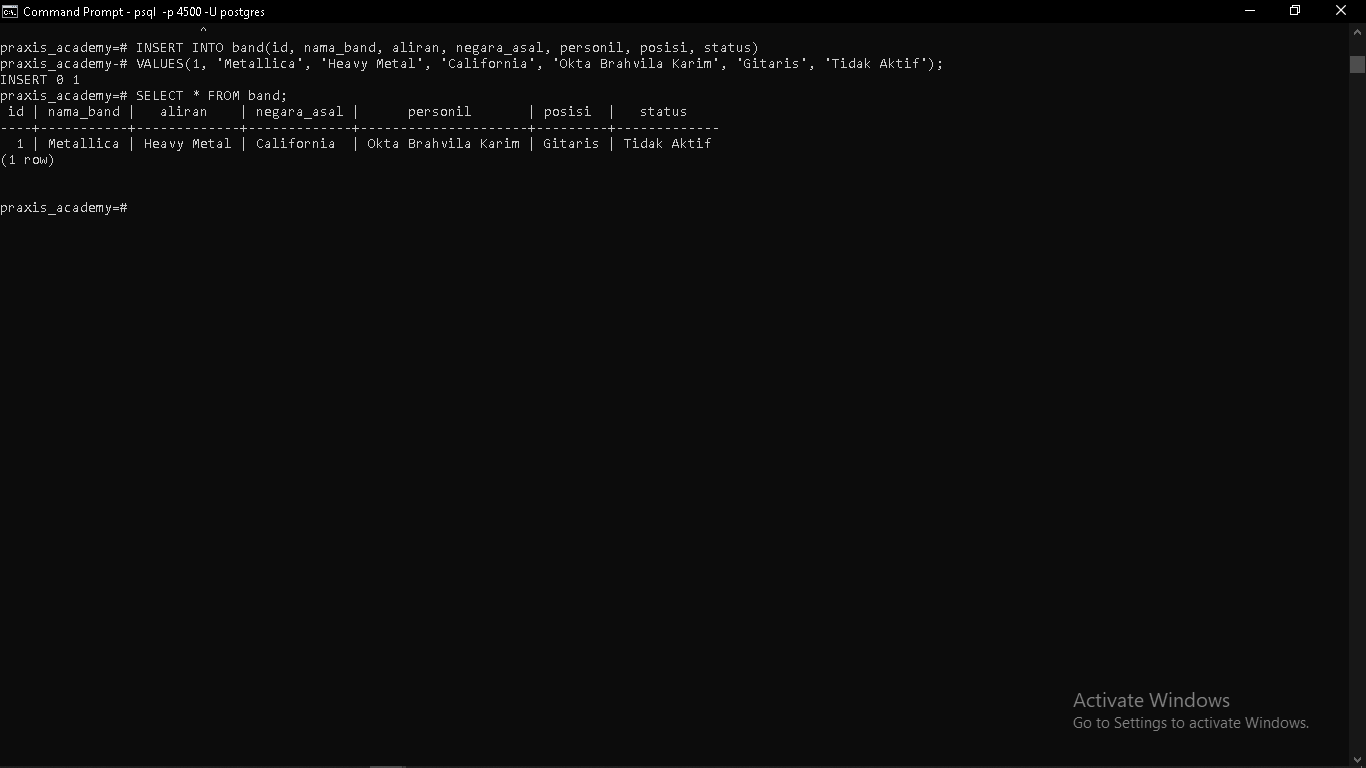 Command Prompt - psql -p 4500 -U postgres
^
praxis_academy=# INSERT INTO band(id, nama_band, aliran, negara_asal, personil, posisi, status)
praxis_academy-# VALUES(1, 'Metallica', 'Heavy Metal', 'California', 'Okta Brahvila Karim', 'Gitaris', 'Tidak Aktif');
INSERT 0 1
praxis_academy=# SELECT * FROM band;
 id | nama_band |   aliran    | negara_asal |      personil       | posisi  |   status
----+-----------+-------------+-------------+---------------------+---------+-------------
  1 | Metallica | Heavy Metal | California  | Okta Brahvila Karim | Gitaris | Tidak Aktif
(1 row)
praxis_academy=#
Activate Windows
Go to Settings to activate Windows.